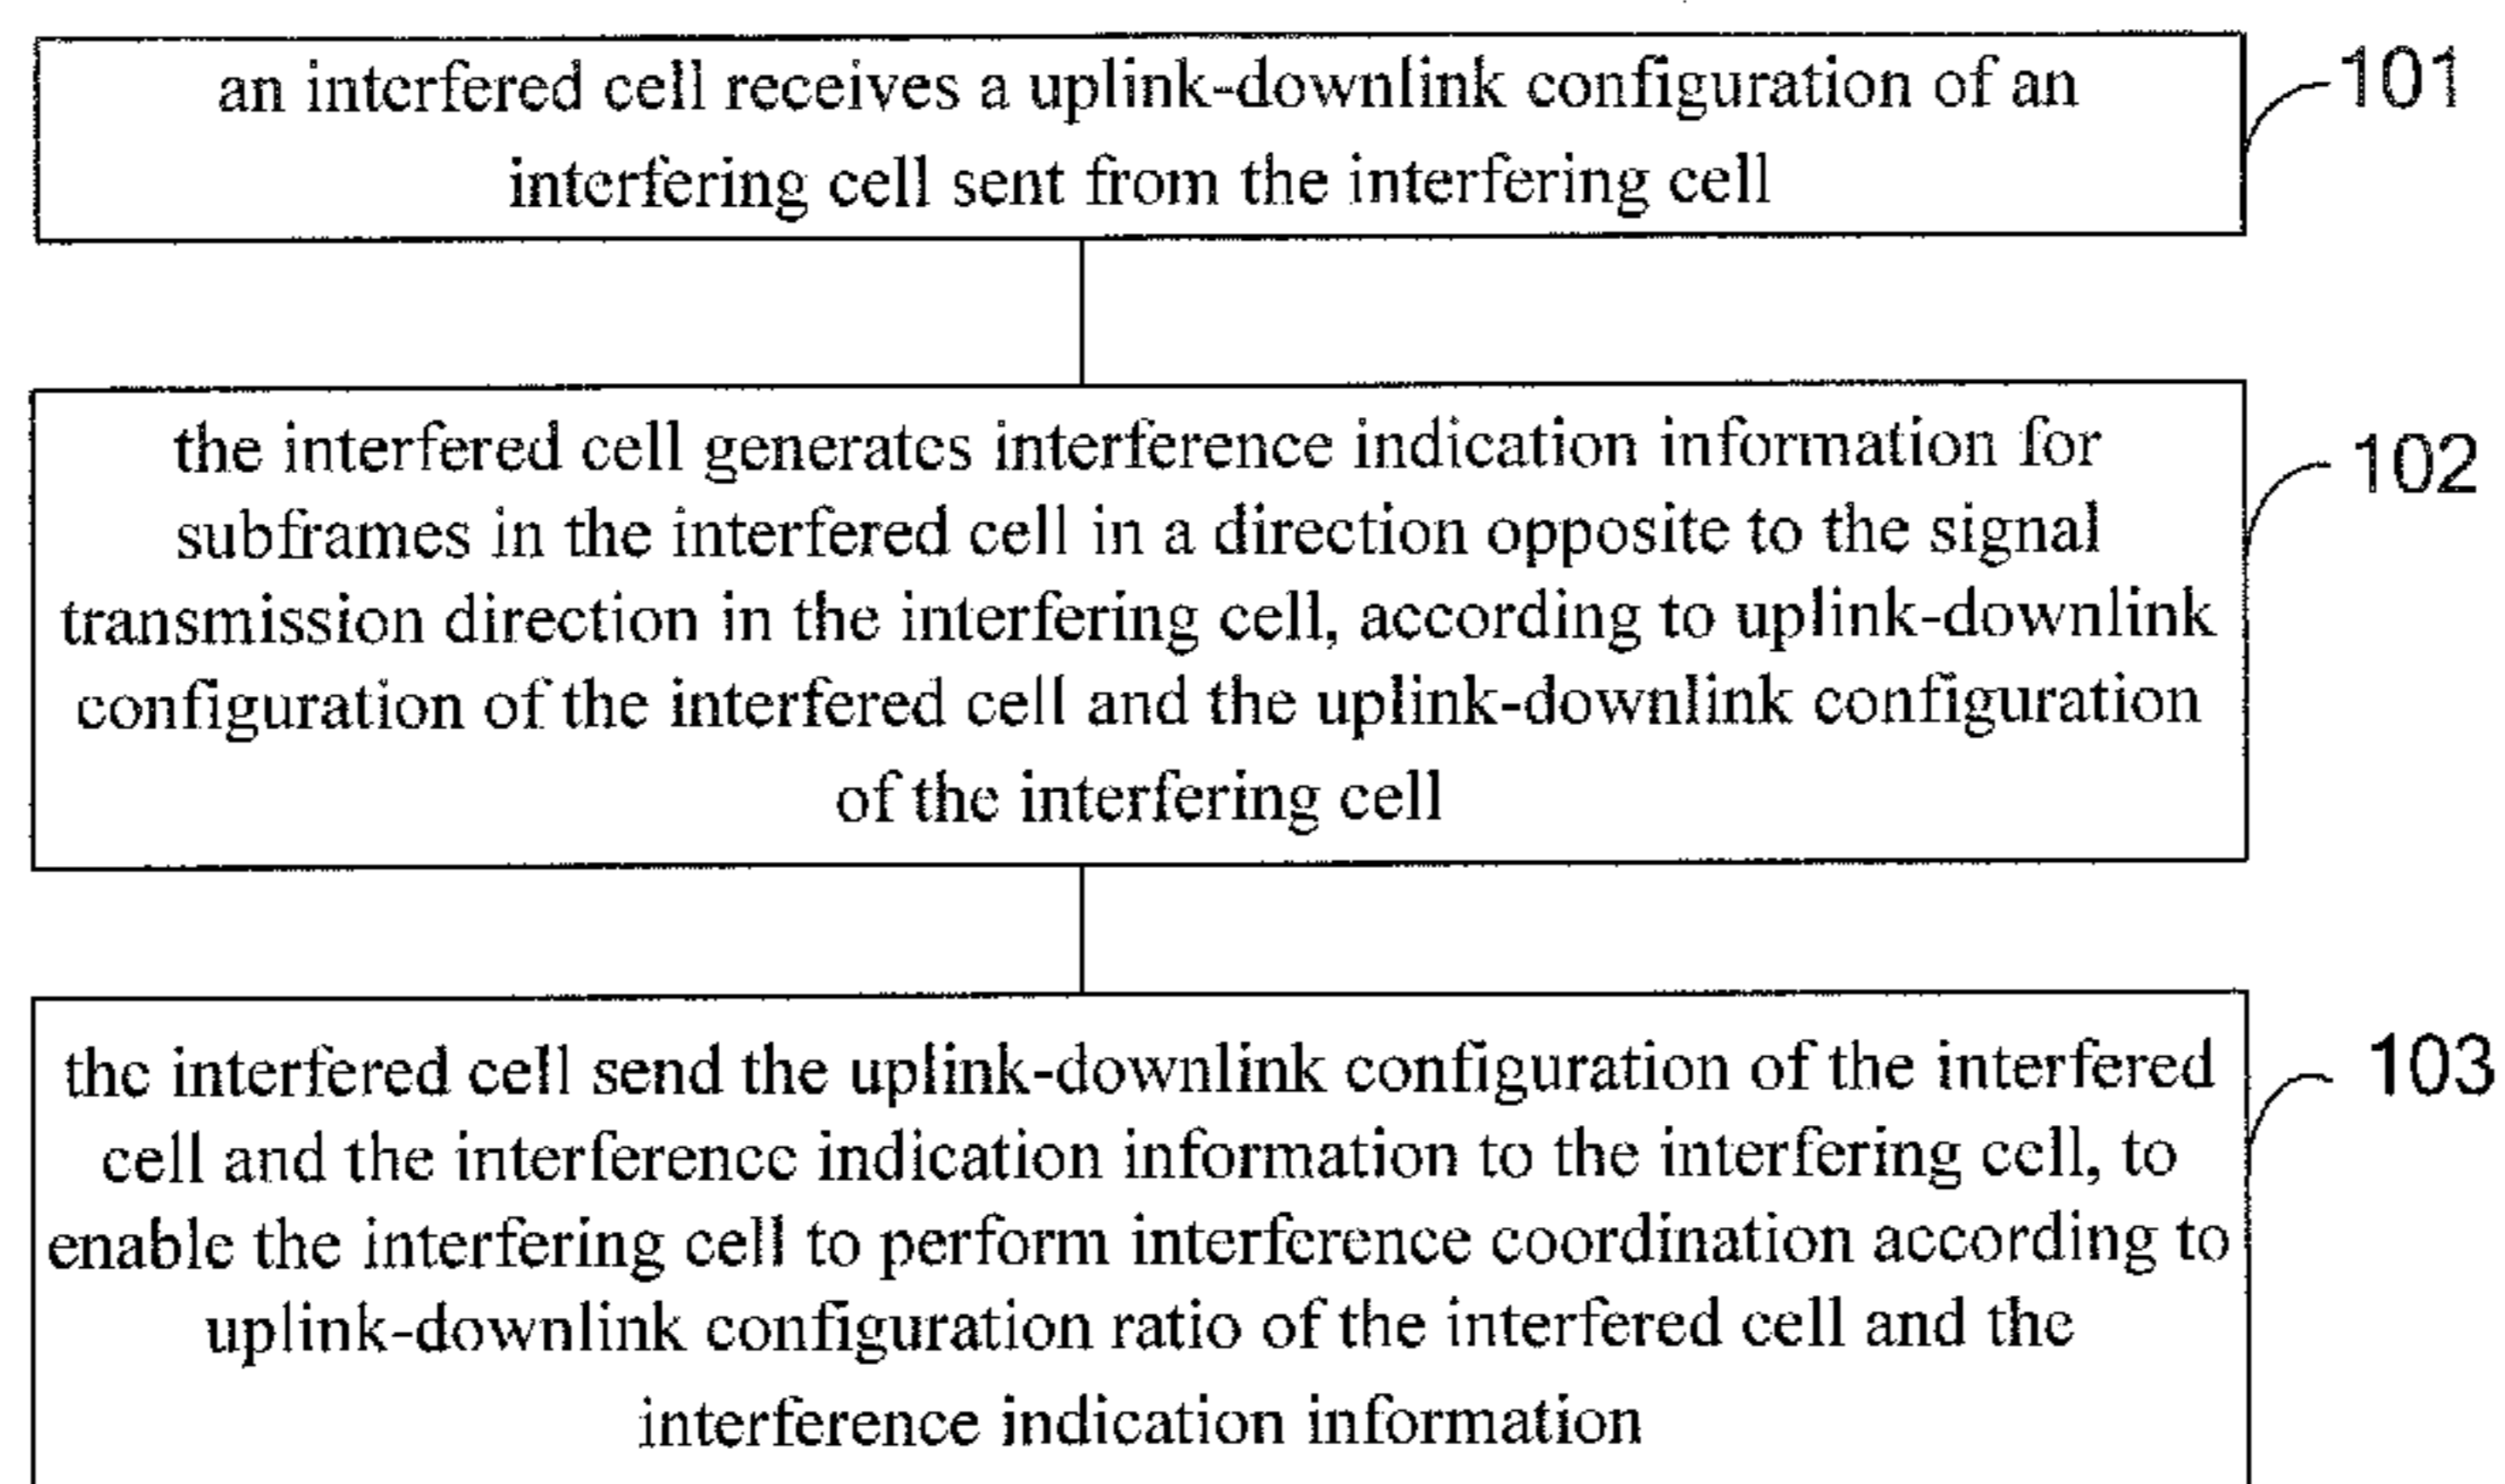 an interfered cell receives a uplink-downlink configuration of an
interfering cell sent from the interfering cell
101
the interfered cell generates interference indication information for
subframes in the interfered cell in a direction opposite to the signal
transmission direction in the interfering cell, according to uplink-downlink
configuration of the interfered cell and the uplink-downlink configuration
of the interfering cell
102
the interfered cell send the uplink-downlink configuration of the interfered
cell and the interference indication information to the interfering cell, to
enable the interfering cell to perform interference coordination according to
uplink-downlink configuration ratio of the interfered cell and the
interference indication information
103